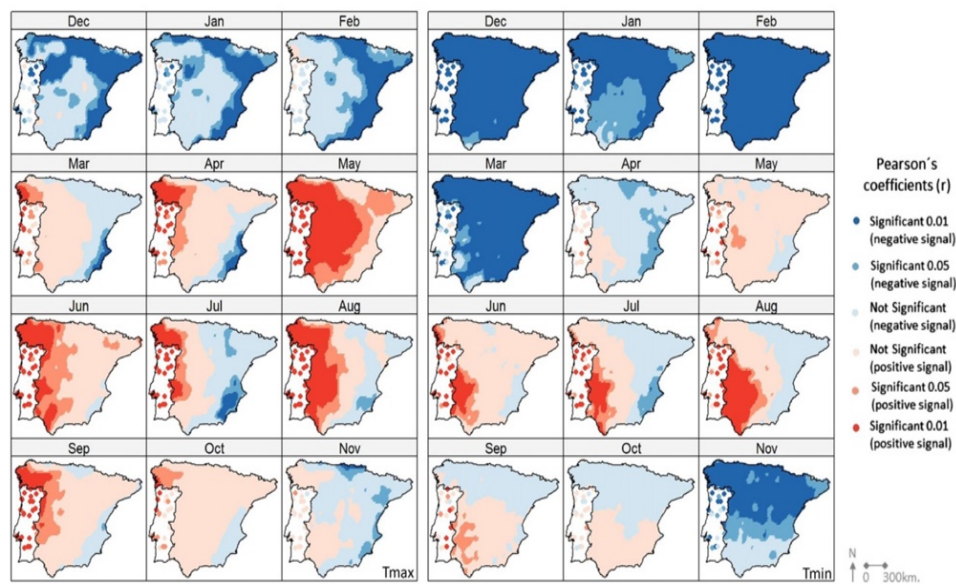 Dec Jan Feb Dec Jan Feb
Mar Apr May Mar Apr May
Jun Jul Aug Jun Jul Aug
Sep Oct Nov Sep Oct Nov
Tmax
Tmin
Pearson´s
coefficients (r)
Significant 0.01
(negative signal)
Significant 0.05
(negative signal)
Not Significant
(negative signal)
Not Significant
(positive signal)
Significant 0.05
(positive signal)
Significant 0.01
(positive signal)
N
0 300km.